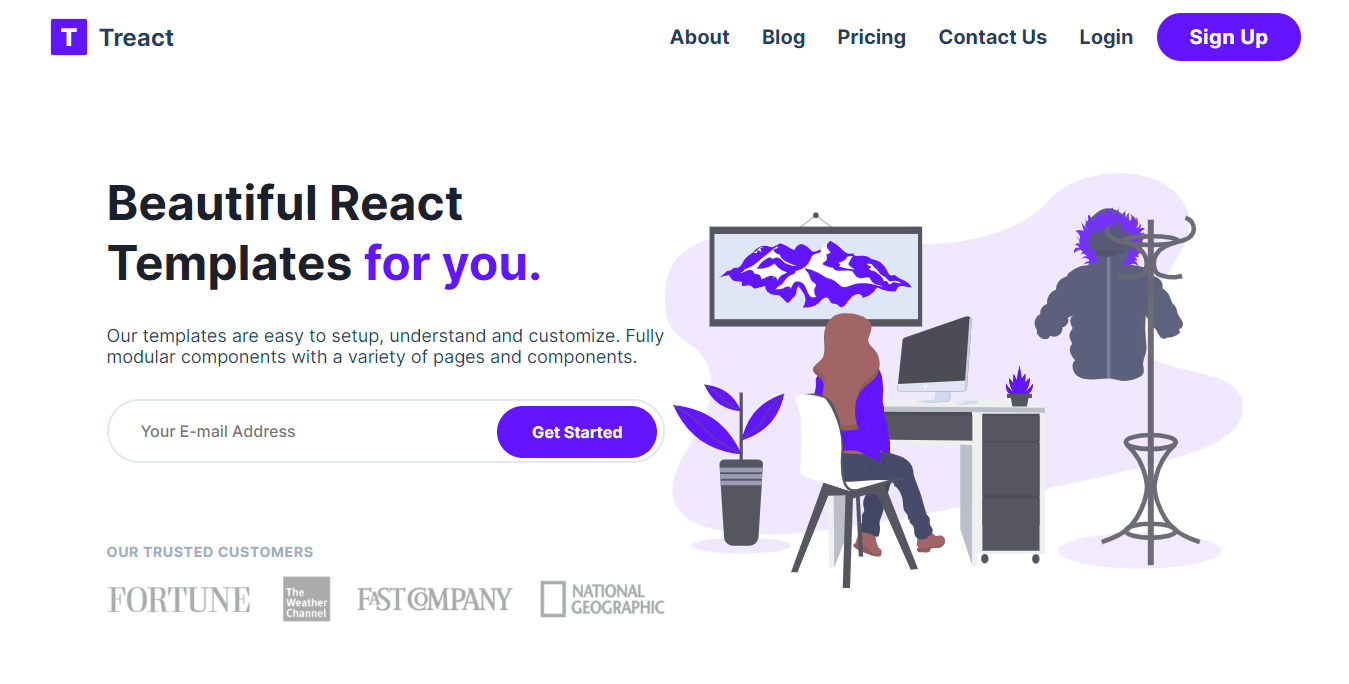 T Treact
About Blog Pricing Contact Us Login Sign Up
Beautiful React
Templates for you.
Our templates are easy to setup, understand and customize. Fully
modular components with a variety of pages and components.
Your E-mail Address Get Started
OUR TRUSTED CUSTOMERS
FORTUNE
The
Weather
Channel
FAST COMPANY
NATIONAL
GEOGRAPHIC